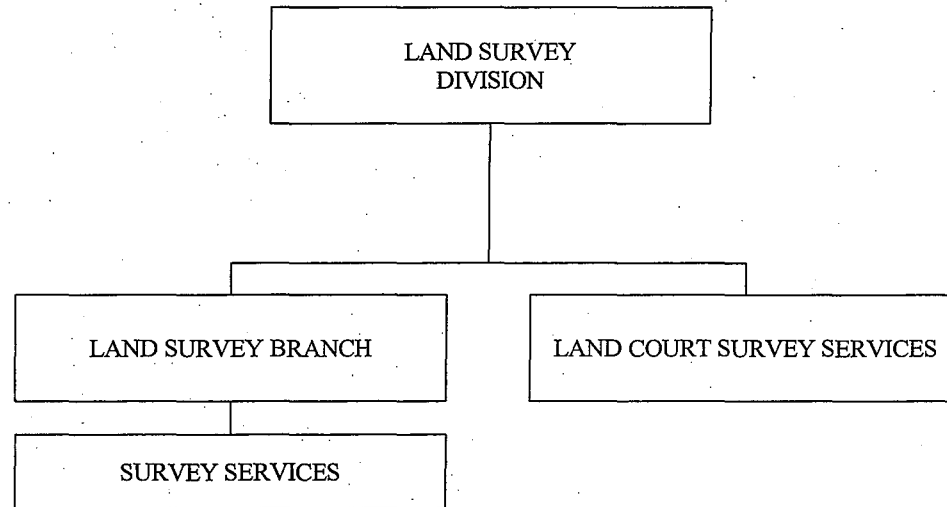 LAND SURVEY
DIVISION
LAND SURVEY BRANCH
LAND COURT SURVEY SERVICES
SURVEY SERVICES